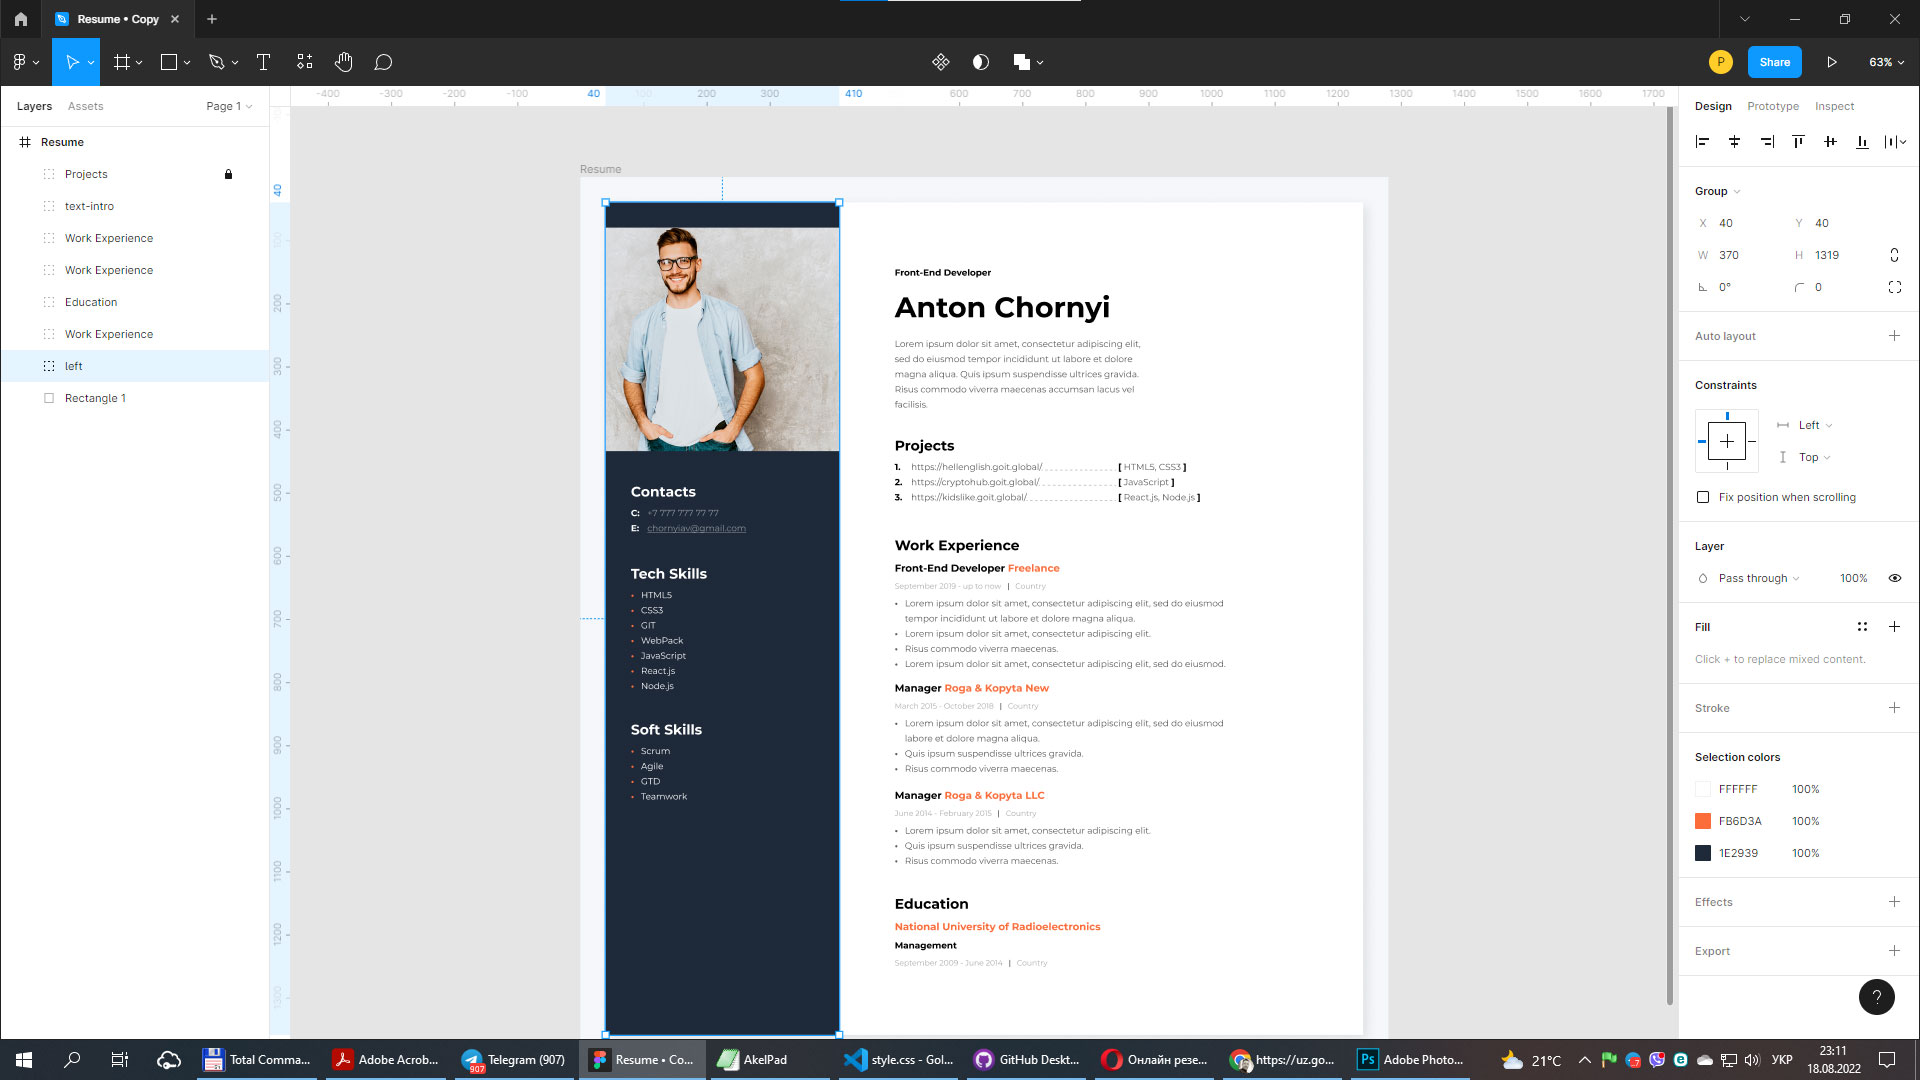 Resume • Copy
Share
63%
P
Layers
Assets
Page 1
Resume
Projects
text-intro
Work Experience
Work Experience
Education
Work Experience
left
Rectangle 1
-400 -300 -200 -100 40 100 200 300 410 600 700 800 900 1000 1100 1200 1300 1400 1500 1600 1700
40
100
200
300
400
500
600
700
800
900
1000
1100
1200
1300
Resume
Contacts
C: +7 777 777 77 77
E: chornyiav@gmail.com
Tech Skills
• HTML5
• CSS3
• GIT
• WebPack
• JavaScript
• React.js
• Node.js
Soft Skills
• Scrum
• Agile
• GTD
• Teamwork
Front-End Developer
Anton Chornyi
Lorem ipsum dolor sit amet, consectetur adipiscing elit,
sed do eiusmod tempor incididunt ut labore et dolore
magna aliqua. Quis ipsum suspendisse ultrices gravida.
Risus commodo viverra maecenas accumsan lacus vel
facilisis.
Projects
1. https://hellenglish.goit.global/ [ HTML5, CSS3 ]
2. https://cryptohub.goit.global/ [ JavaScript ]
3. https://kidslike.goit.global/ [ React.js, Node.js ]
Work Experience
Front-End Developer Freelance
September 2019 - up to now | Country
• Lorem ipsum dolor sit amet, consectetur adipiscing elit, sed do eiusmod
tempor incididunt ut labore et dolore magna aliqua.
• Lorem ipsum dolor sit amet, consectetur adipiscing elit.
• Risus commodo viverra maecenas.
• Lorem ipsum dolor sit amet, consectetur adipiscing elit, sed do eiusmod.
Manager Roga & Kopyta New
March 2015 - October 2018 | Country
• Lorem ipsum dolor sit amet, consectetur adipiscing elit, sed do eiusmod
labore et dolore magna aliqua.
• Quis ipsum suspendisse ultrices gravida.
• Risus commodo viverra maecenas.
Manager Roga & Kopyta LLC
June 2014 - February 2015 | Country
• Lorem ipsum dolor sit amet, consectetur adipiscing elit.
• Quis ipsum suspendisse ultrices gravida.
• Risus commodo viverra maecenas.
Education
National University of Radioelectronics
Management
September 2009 - June 2014 | Country
Design
Prototype
Inspect
Group
X 40 Y 40
W 370 H 1319
0° 0
Auto layout
Constraints
Left
Top
Fix position when scrolling
Layer
Pass through 100%
Fill
Click + to replace mixed content.
Stroke
Selection colors
FFFFFF 100%
FB6D3A 100%
1E2939 100%
Effects
Export
?
Total Comma...
Adobe Acrob...
907
Telegram (907)
Resume • Co...
AkelPad
style.css - Gol...
GitHub Deskt...
Онлайн резе...
https://uz.go...
Ps
Adobe Photo...
21°C
УКР
23:11
18.08.2022